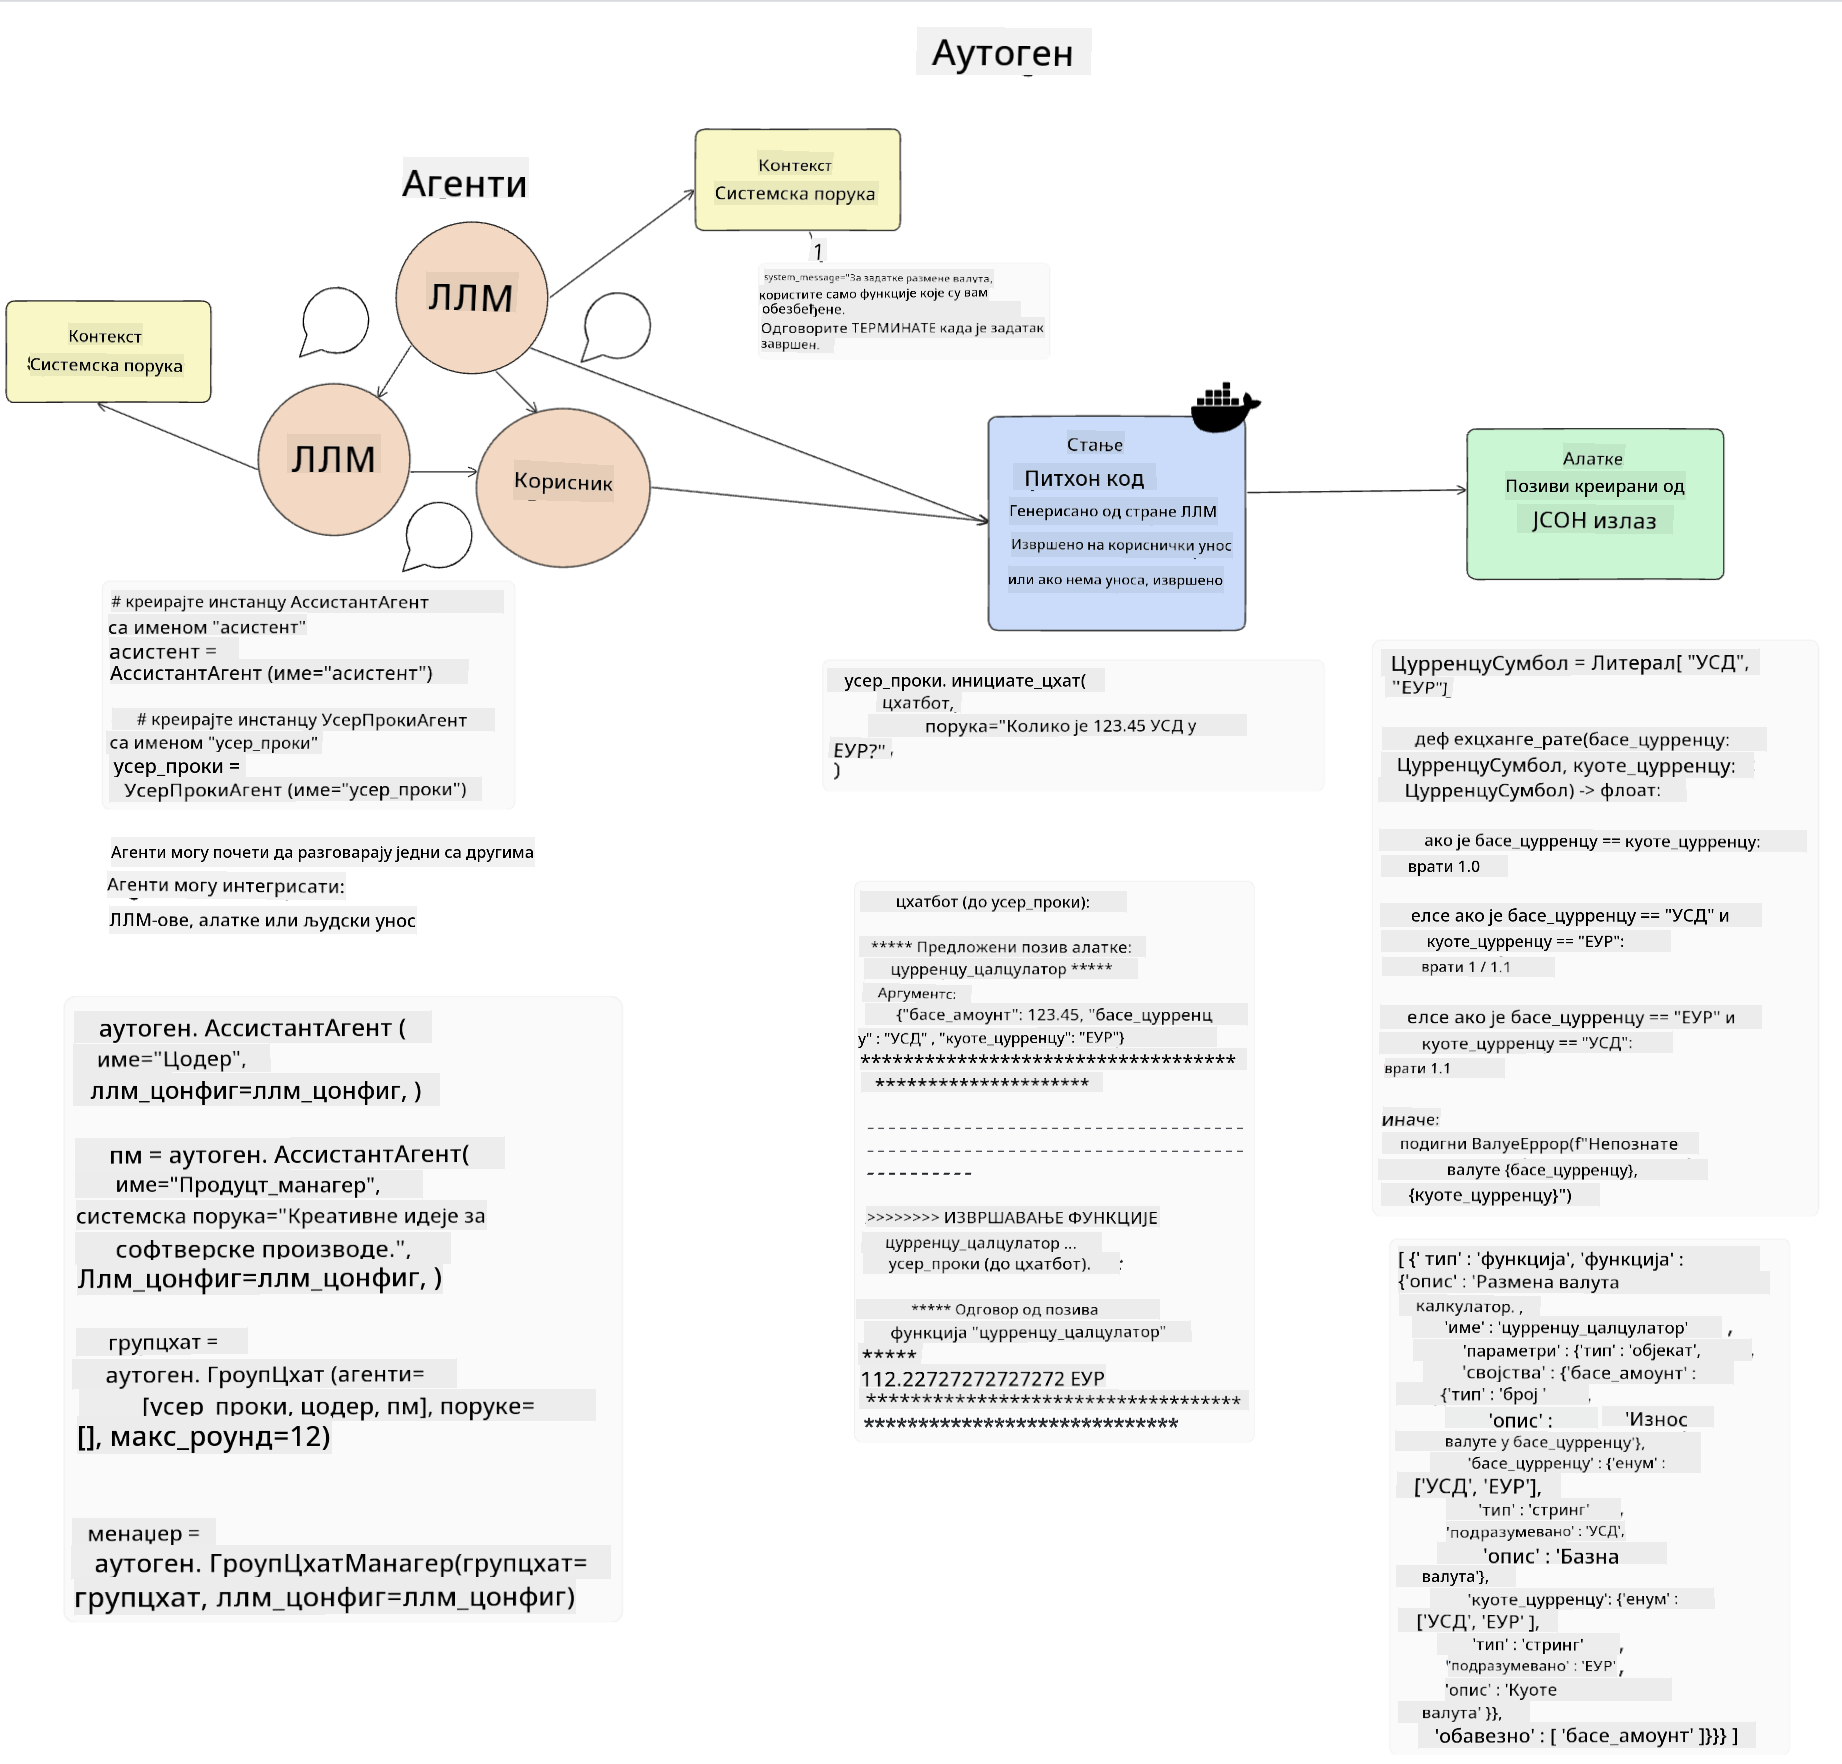 Аутоген
Агенти
Контекст
Системска порука
1
system_message="За задатке размене валута,
користите само функције које су вам
обезбеђене.
Одговорите ТЕРМИНАТЕ када је задатак
завршен.
ЛЛМ
Контекст
Системска порука
ЛЛМ
Корисник
Стање
Питхон код
Генерисано од стране ЛЛМ
Извршено на кориснички унос
или ако нема уноса, извршено
Алатке
Позиви креирани од
ЈСОН излаз
# креирајте инстанцу АссистантАгент
са именом "асистент"
асистент =
АссистантАгент (име="асистент")
# креирајте инстанцу УсерПрокиАгент
са именом "усер_проки"
усер_проки =
УсерПрокиАгент (име="усер_проки")
Агенти могу почети да разговарају једни са другима
Агенти могу интегрисати:
ЛЛМ-ове, алатке или људски унос
аутоген. АссистантАгент (
име="Цодер",
ллм_цонфиг=ллм_цонфиг, )
пм = аутоген. АссистантАгент(
име="Продуцт_манагер",
системска порука="Креативне идеје за
софтверске производе.",
Ллм_цонфиг=ллм_цонфиг, )
групцхат =
аутоген. ГроупЦхат (агенти=
[усер_проки, цодер, пм], поруке=
[], макс_роунд=12)
менаџер =
аутоген. ГроупЦхатМанагер(групцхат=
групцхат, ллм_цонфиг=ллм_цонфиг)
усер_проки. инициате_цхат(
цхатбот,
порука="Колико је 123.45 УСД у
ЕУР?",
)
цхатбот (до усер_проки):
***** Предложени позив алатке:
цурренцу_цалцулатор *****
Аргументс:
{"басе_амоунт": 123.45, "басе_цурренц
у" : "УСД" , "куоте_цурренцу": "ЕУР"}
***********************************
********************
-----------------------------------
-----------------------------------
----------
>>>>>>>> ИЗВРШАВАЊЕ ФУНКЦИЈЕ
цурренцу_цалцулатор ...
усер_проки (до цхатбот). :
***** Одговор од позива
функција "цурренцу_цалцулатор"
*****
112.22727272727272 ЕУР
***********************************
*****************************
ЦурренцуСумбол = Литерал[ "УСД",
"ЕУР"]
деф ехцханге_рате(басе_цурренцу:
ЦурренцуСумбол, куоте_цурренцу:
ЦурренцуСумбол) -> флоат:
ако је басе_цурренцу == куоте_цурренцу:
врати 1.0
елсе ако је басе_цурренцу == "УСД" и
куоте_цурренцу == "ЕУР":
врати 1 / 1.1
елсе ако је басе_цурренцу == "ЕУР" и
куоте_цурренцу == "УСД":
врати 1.1
иначе:
подигни ВалуеЕррор(f"Непознате
валуте {басе_цурренцу},
{куоте_цурренцу}")
[ {' тип' : 'функција', 'функција' :
{'опис' : 'Размена валута
калкулатор. ,
'име' : 'цурренцу_цалцулатор' ,
'параметри' : {'тип' : 'објекат',
'својства' : {'басе_амоунт' :
{'тип' : 'број ' ,
'опис' : 'Износ
валуте у басе_цурренцу'},
'басе_цурренцу' : {'енум' :
['УСД', 'ЕУР'],
'тип' : 'стринг' ,
'подразумевано' : 'УСД',
'опис' : 'Базна
валута'},
'куоте_цурренцу': {'енум' :
['УСД', 'ЕУР' ],
'тип' : 'стринг' ,
'подразумевано' : 'ЕУР',
'опис' : 'Куоте
валута' }},
'обавезно' : [ 'басе_амоунт' ]}}} ]